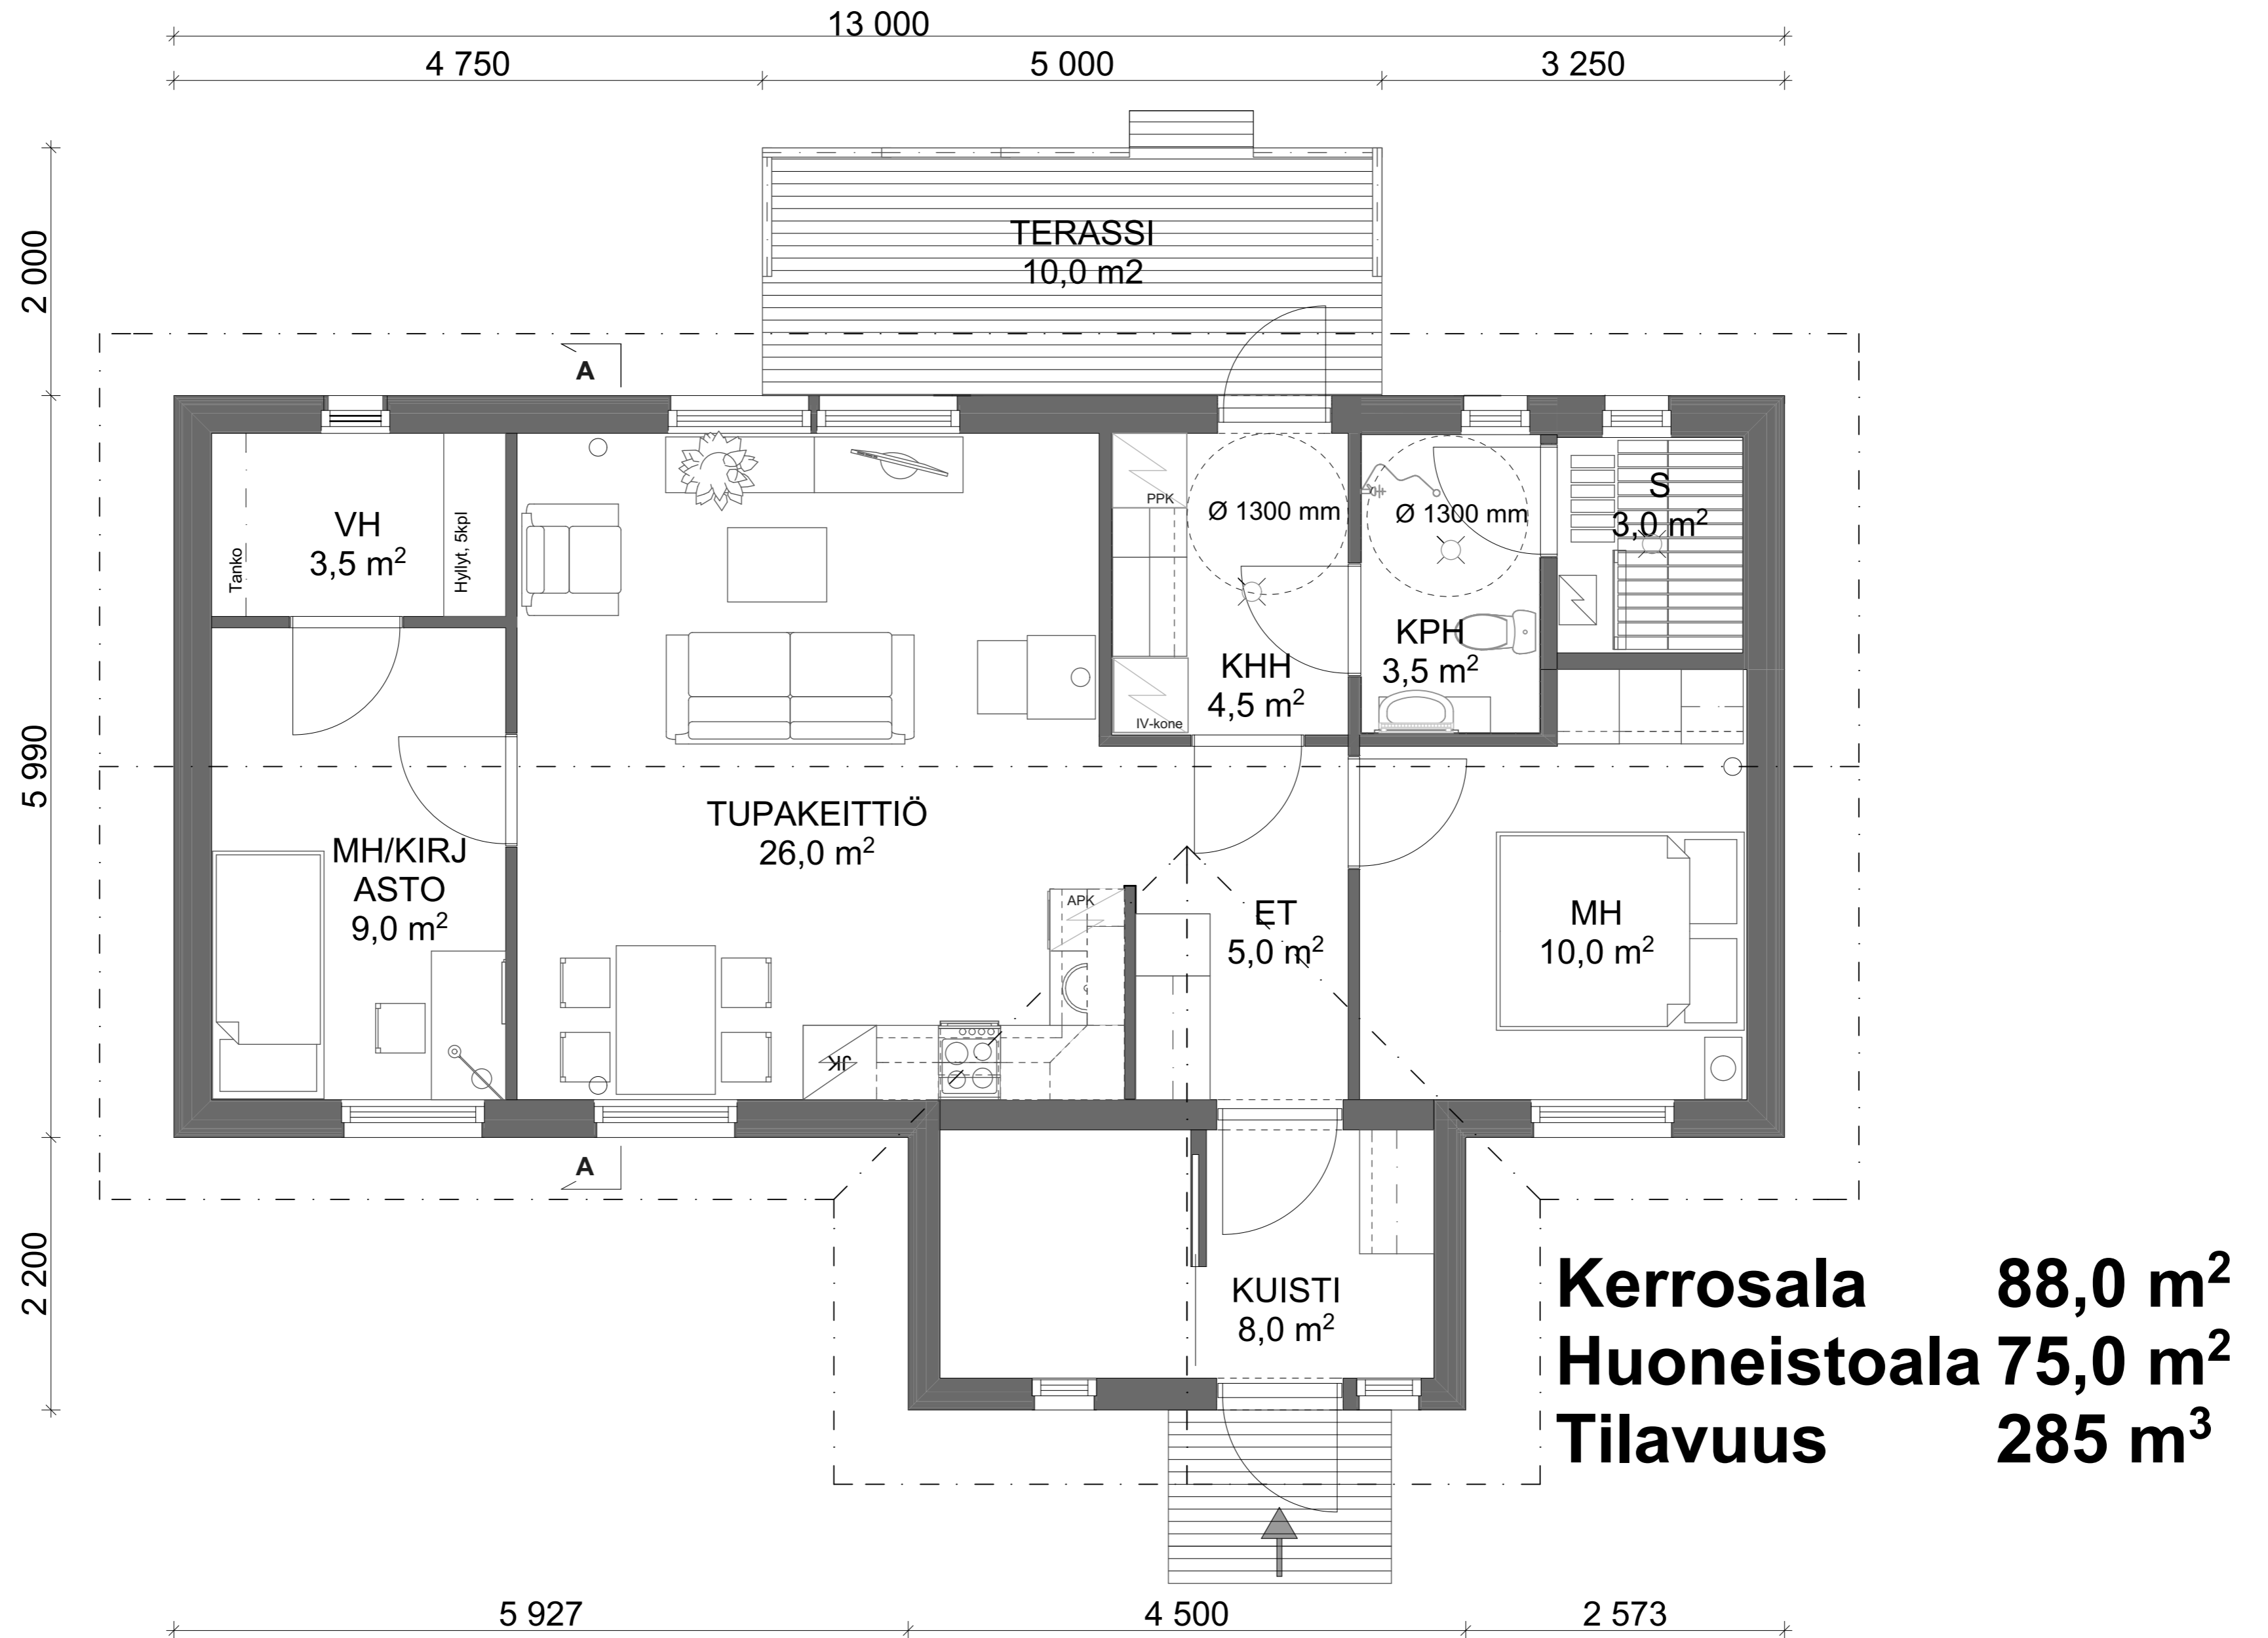 13 000
4 750 5 000 3 250
2 000
TERASSI
10,0 m2
A
5 990
VH
3,5 m²
Tanko
Hyllyt, 5kpl
PPK
Ø 1300 mm
Ø 1300 mm
S
3,0 m²
KHH
4,5 m²
IV-kone
KPH
3,5 m²
TUPAKEITTIÖ
26,0 m²
MH/KIRJ
ASTO
9,0 m²
APK
JK
ET
5,0 m²
MH
10,0 m²
A
2 200
KUISTI
8,0 m²
Kerrosala 88,0 m²
Huoneistoala 75,0 m²
Tilavuus 285 m³
5 927 4 500 2 573